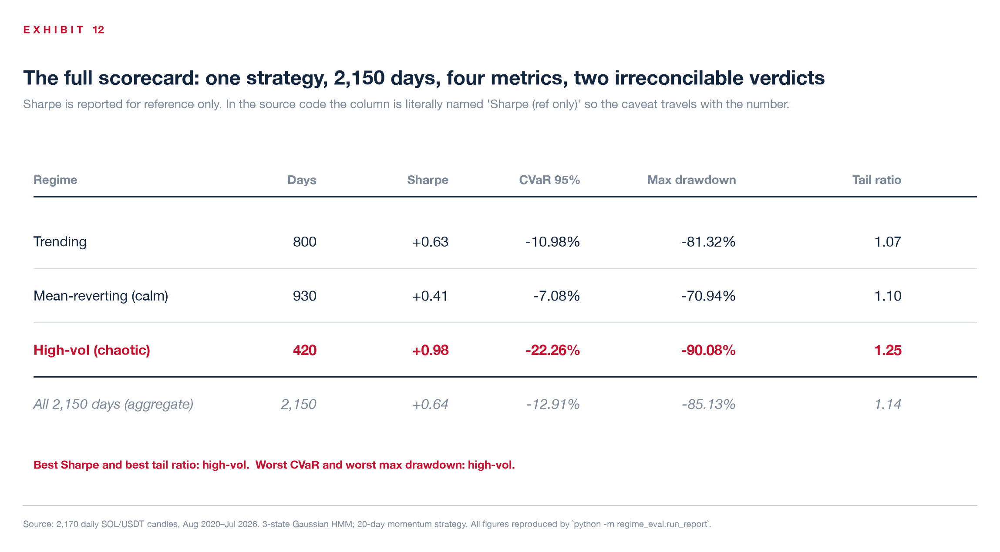 EXHIBIT 12
The full scorecard: one strategy, 2,150 days, four metrics, two irreconcilable verdicts
Sharpe is reported for reference only. In the source code the column is literally named 'Sharpe (ref only)' so the caveat travels with the number.
Regime Days Sharpe CVaR 95% Max drawdown Tail ratio
Trending 800 +0.63 -10.98% -81.32% 1.07
Mean-reverting (calm) 930 +0.41 -7.08% -70.94% 1.10
High-vol (chaotic) 420 +0.98 -22.26% -90.08% 1.25
All 2,150 days (aggregate) 2,150 +0.64 -12.91% -85.13% 1.14
Best Sharpe and best tail ratio: high-vol.  Worst CVaR and worst max drawdown: high-vol.
Source: 2,170 daily SOL/USDT candles, Aug 2020–Jul 2026. 3-state Gaussian HMM; 20-day momentum strategy. All figures reproduced by `python -m regime_eval.run_report`.